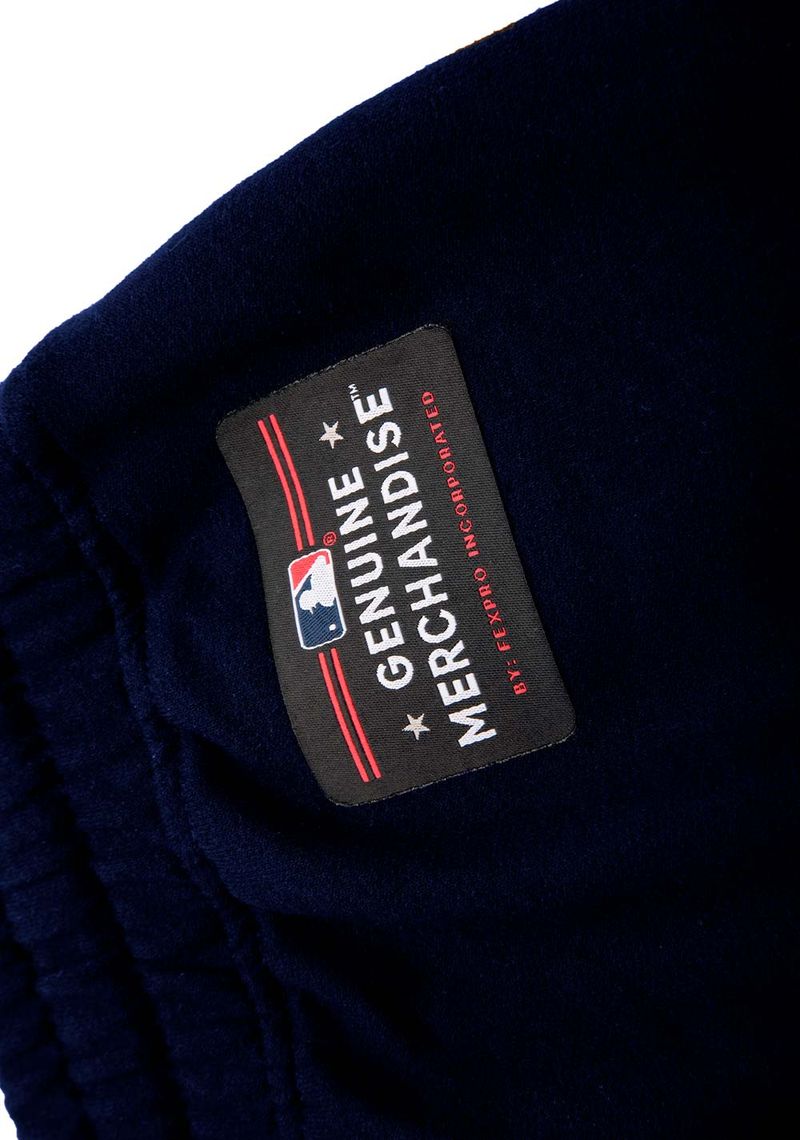 ®
GENUINE
MERCHANDISE™
BY: FEXPRO INCORPORATED